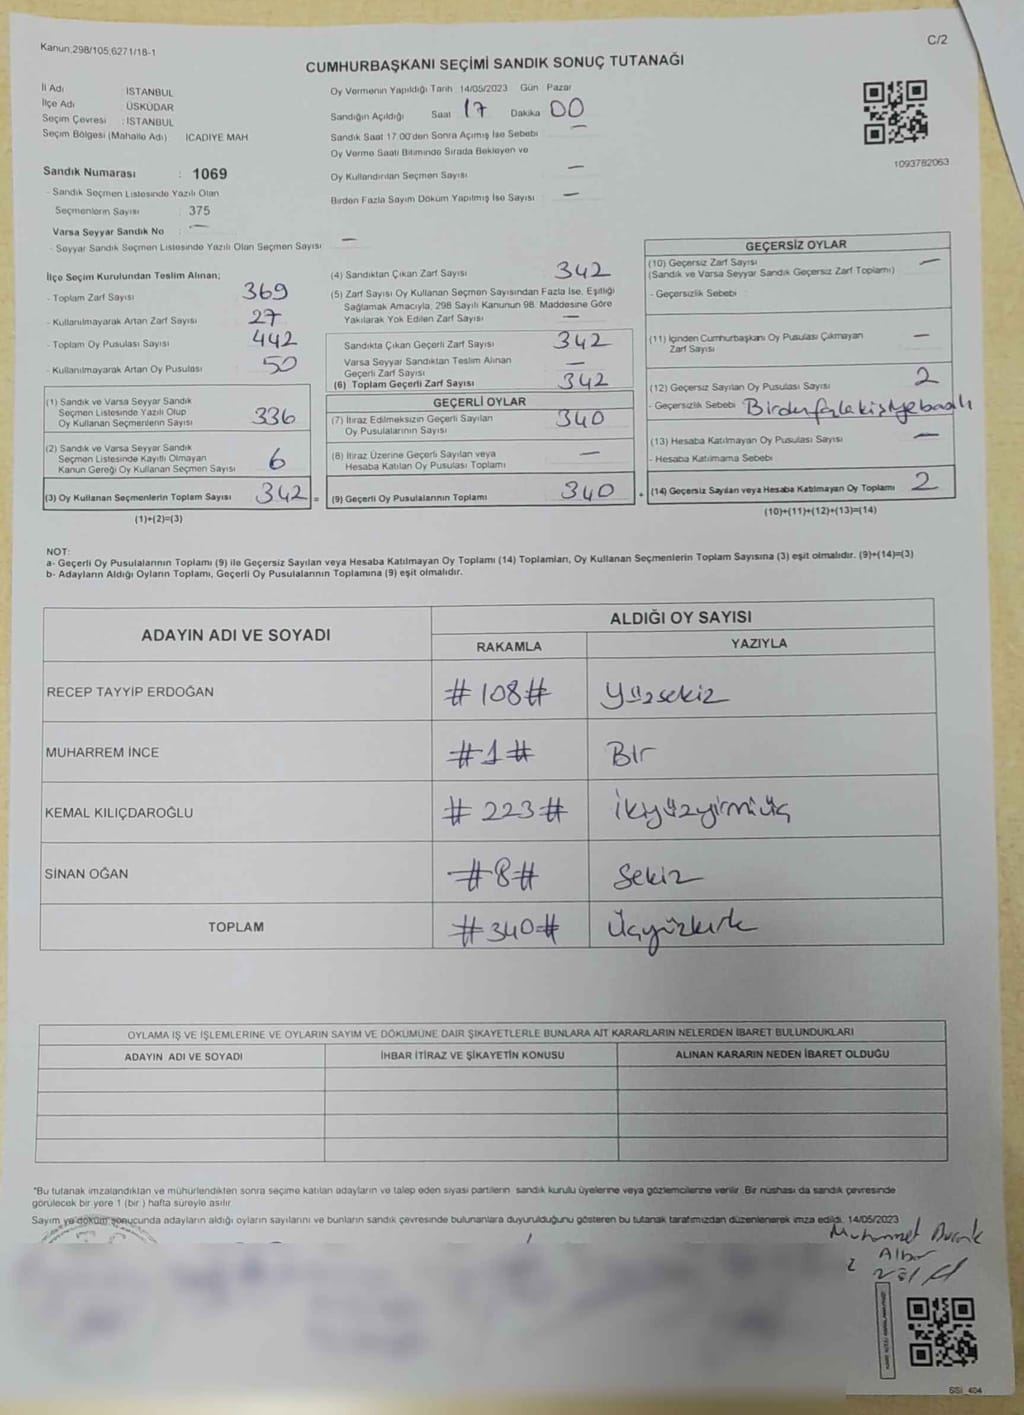 Kanun;298/105;6271/18-1
C/2
CUMHURBAŞKANI SEÇİMİ SANDIK SONUÇ TUTANAĞI
İl Adı : İSTANBUL
İlçe Adı : ÜSKÜDAR
Seçim Çevresi : İSTANBUL
Seçim Bölgesi (Mahalle Adı) İCADİYE MAH.
Sandık Numarası : 1069
- Sandık Seçmen Listesinde Yazılı Olan
Seçmenlerin Sayısı : 375
Varsa Seyyar Sandık No : —
- Seyyar Sandık Seçmen Listesinde Yazılı Olan Seçmen Sayısı —
Oy Vermenin Yapıldığı Tarih 14/05/2023 Gün Pazar
Sandığın Açıldığı Saat 17 Dakika 00
Sandık Saat 17:00'den Sonra Açımış İse Sebebi —
Oy Verme Saati Bitiminde Sırada Bekleyen ve
Oy Kullandırılan Seçmen Sayısı —
Birden Fazla Sayım Döküm Yapılmış İse Sayısı —
1093782063
İlçe Seçim Kurulundan Teslim Alınan;
- Toplam Zarf Sayısı 369
- Kullanılmayarak Artan Zarf Sayısı 27
- Toplam Oy Pusulası Sayısı 442
- Kullanılmayarak Artan Oy Pusulası 50
(1) Sandık ve Varsa Seyyar Sandık
Seçmen Listesinde Yazılı Olup
Oy Kullanan Seçmenlerin Sayısı 336
(2) Sandık ve Varsa Seyyar Sandık
Seçmen Listesinde Kayıtlı Olmayan
Kanun Gereği Oy Kullanan Seçmen Sayısı 6
(3) Oy Kullanan Seçmenlerin Toplam Sayısı 342 =
(1)+(2)=(3)
(4) Sandıktan Çıkan Zarf Sayısı 342
(5) Zarf Sayısı Oy Kullanan Seçmen Sayısından Fazla İse, Eşitliği
Sağlamak Amacıyla, 298 Sayılı Kanunun 98. Maddesine Göre
Yakılarak Yok Edilen Zarf Sayısı —
Sandıkta Çıkan Geçerli Zarf Sayısı 342
Varsa Seyyar Sandıktan Teslim Alınan
Geçerli Zarf Sayısı —
(6) Toplam Geçerli Zarf Sayısı 342
GEÇERLİ OYLAR
(7) İtiraz Edilmeksizin Geçerli Sayılan
Oy Pusulalarının Sayısı 340
(8) İtiraz Üzerine Geçerli Sayılan veya
Hesaba Katılan Oy Pusulası Toplamı —
(9) Geçerli Oy Pusulalarının Toplamı 340 +
GEÇERSİZ OYLAR
(10) Geçersiz Zarf Sayısı —
(Sandık ve Varsa Seyyar Sandık Geçersiz Zarf Toplamı)
- Geçersizlik Sebebi :
(11) İçinden Cumhurbaşkanı Oy Pusulası Çıkmayan
Zarf Sayısı —
(12) Geçersiz Sayılan Oy Pusulası Sayısı 2
- Geçersizlik Sebebi : Birden fazla kişiye basılı
(13) Hesaba Katılmayan Oy Pusulası Sayısı —
- Hesaba Katılmama Sebebi
(14) Geçersiz Sayılan veya Hesaba Katılmayan Oy Toplamı 2
(10)+(11)+(12)+(13)=(14)
NOT:
a- Geçerli Oy Pusulalarının Toplamı (9) ile Geçersiz Sayılan veya Hesaba Katılmayan Oy Toplamı (14) Toplamları, Oy Kullanan Seçmenlerin Toplam Sayısına (3) eşit olmalıdır. (9)+(14)=(3)
b- Adayların Aldığı Oyların Toplamı, Geçerli Oy Pusulalarının Toplamına (9) eşit olmalıdır.
ADAYIN ADI VE SOYADI
ALDIĞI OY SAYISI
RAKAMLA YAZIYLA
RECEP TAYYİP ERDOĞAN #108# Yüzsekiz
MUHARREM İNCE #1# Bir
KEMAL KILIÇDAROĞLU #223# İkiyüzyirmiüç
SİNAN OĞAN #8# Sekiz
TOPLAM #340# Üçyüzkırk
OYLAMA İŞ VE İŞLEMLERİNE VE OYLARIN SAYIM VE DÖKÜMÜNE DAİR ŞİKAYETLERLE BUNLARA AİT KARARLARIN NELERDEN İBARET BULUNDUKLARI
ADAYIN ADI VE SOYADI İHBAR İTİRAZ VE ŞİKAYETİN KONUSU ALINAN KARARIN NEDEN İBARET OLDUĞU
*Bu tutanak imzalandıktan ve mühürlendikten sonra seçime katılan adayların ve talep eden siyasi partilerin sandık kurulu üyelerine veya gözlemcilerine verilir. Bir nüshası da sandık çevresinde
görülecek bir yere 1 (bir ) hafta süreyle asılır
Sayım ve döküm sonucunda adayların aldığı oyların sayılarını ve bunların sandık çevresinde bulunanlara duyurulduğunu gösteren bu tutanak tarafımızdan düzenlenerek imza edildi. 14/05/2023
SSI_404